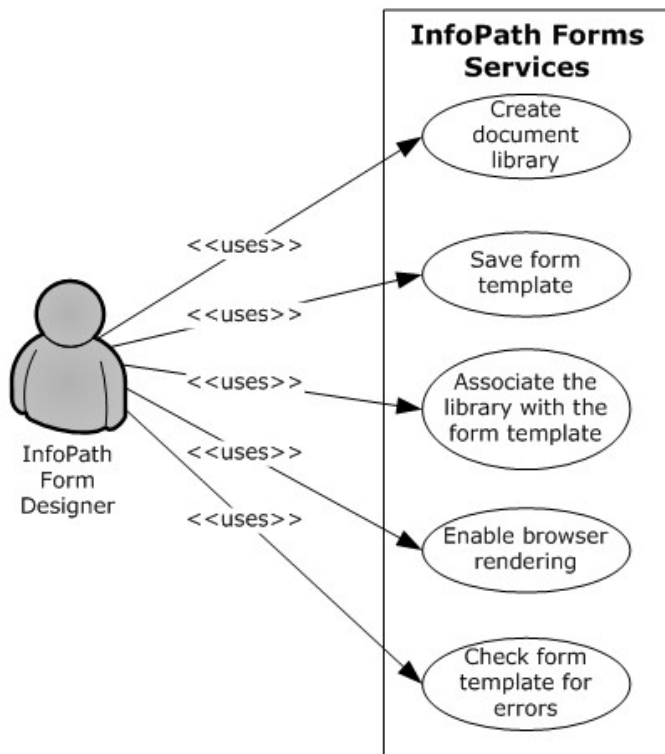 InfoPath Forms
Services
Create
document
library
<<uses>>
Save form
template
<<uses>>
Associate the
library with the
form template
<<uses>>
InfoPath
Form
Designer
<<uses>>
Enable browser
rendering
<<uses>>
Check form
template for
errors